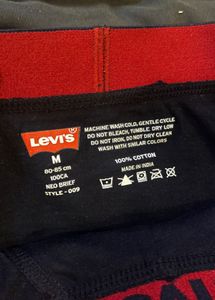 Levi's®
M
80-85 cm
100CA
NEO BRIEF
STYLE - 009
MACHINE WASH COLD, GENTLE CYCLE
DO NOT BLEACH, TUMBLE DRY LOW
DO NOT IRON, DO NOT DRY CLEAN
WASH WITH SIMILAR COLORS
100% COTTON
MADE IN INDIA